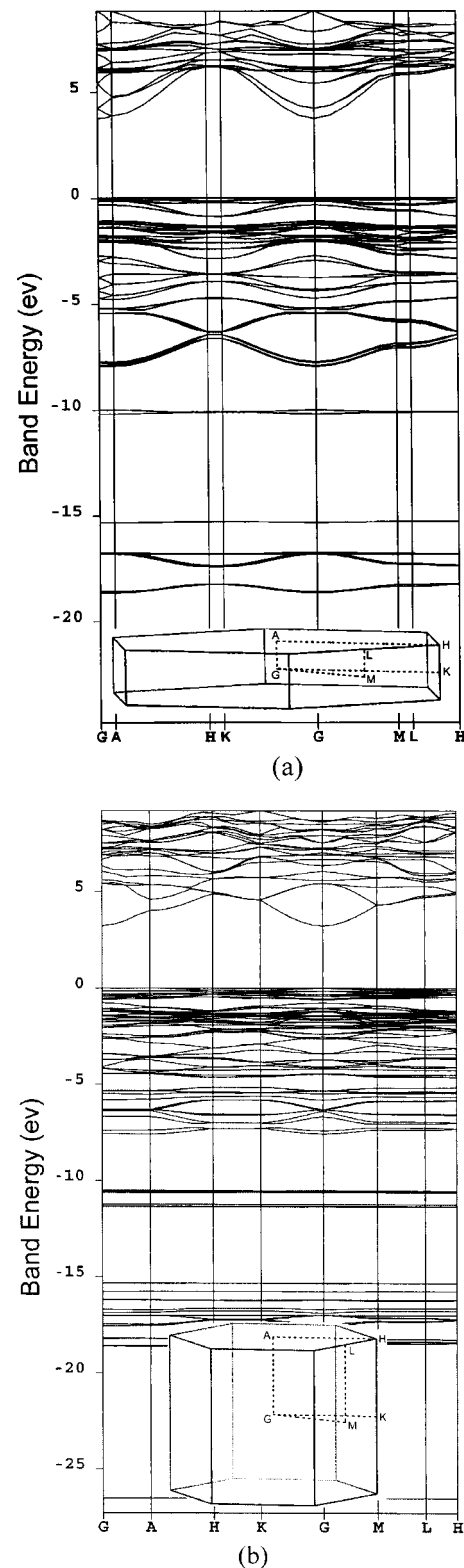 5
0
-5
-10
-15
-20
Band Energy (ev)
A
H
L
G
K
M
G A H K G M L H
(a)
5
0
-5
-10
-15
-20
-25
Band Energy (ev)
A
H
L
G
K
M
G A H K G M L H
(b)